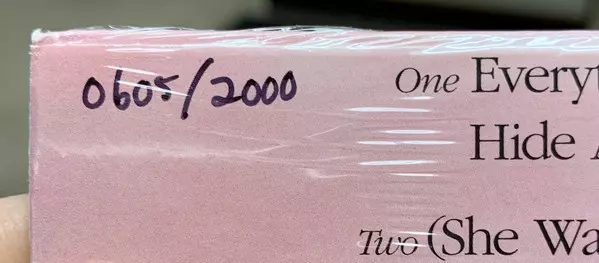 0605/2000
One Everyt
Hide A
Two (She Wa